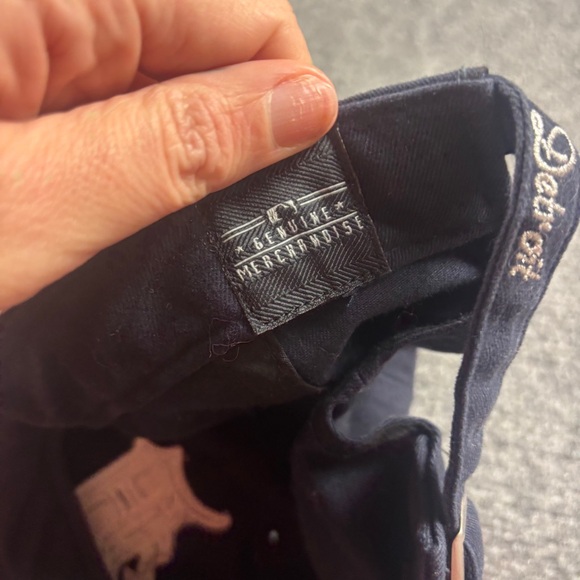 ★ GENUINE ★
MERCHANDISE
Detroit